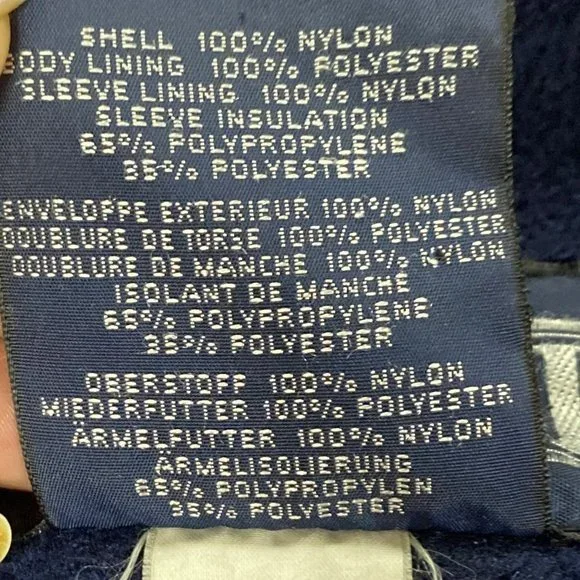 SHELL 100% NYLON
BODY LINING 100% POLYESTER
SLEEVE LINING 100% NYLON
SLEEVE INSULATION
65% POLYPROPYLENE
35% POLYESTER
ENVELOPPE EXTERIEUR 100% NYLON
DOUBLURE DE TORSE 100% POLYESTER
DOUBLURE DE MANCHE 100% NYLON
ISOLANT DE MANCHE
65% POLYPROPYLENE
35% POLYESTER
OBERSTOFF 100% NYLON
MIEDERFUTTER 100% POLYESTER
ÄRMELFUTTER 100% NYLON
ÄRMELISOLIERUNG
65% POLYPROPYLEN
35% POLYESTER